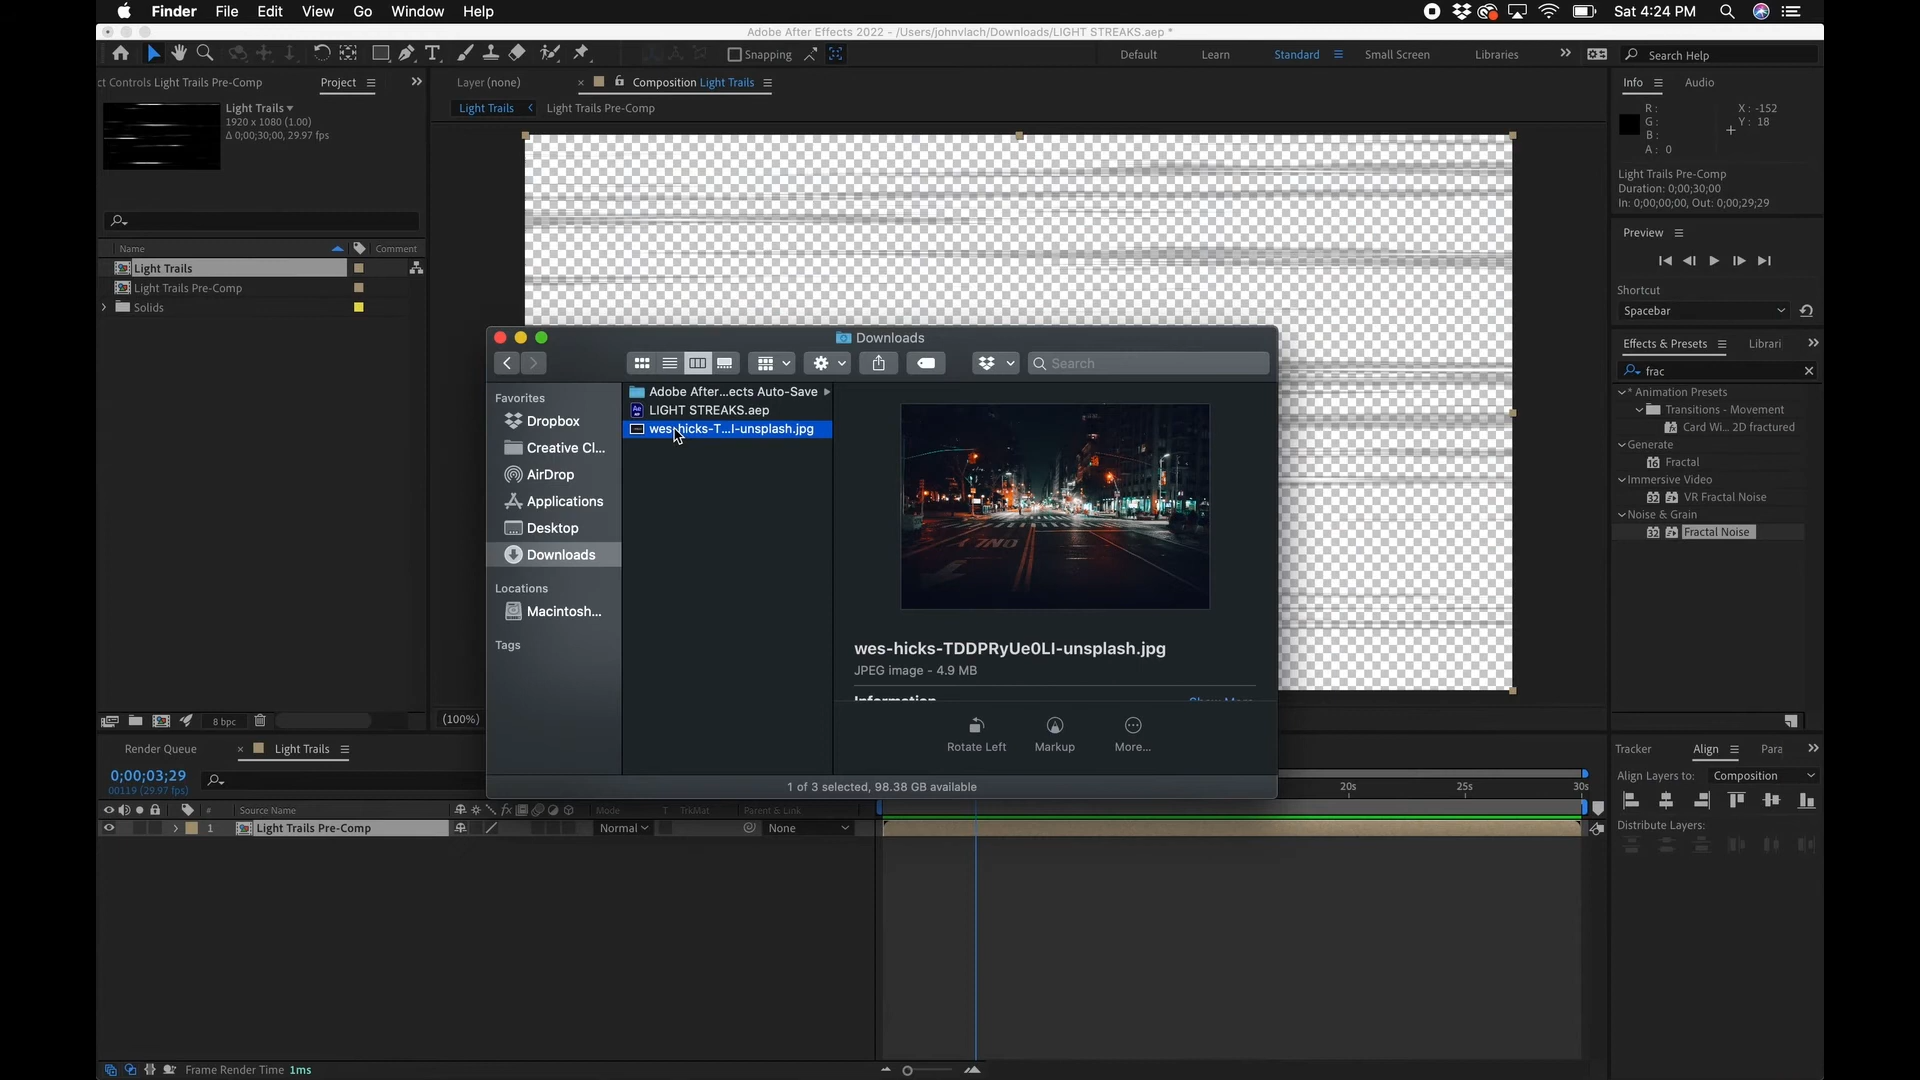 Finder File Edit View Go Window Help Sat 4:24 PM
Adobe After Effects 2022 - /Users/johnvlach/Downloads/LIGHT STREAKS.aep *
Snapping Default Learn Standard Small Screen Libraries Search Help
ct Controls Light Trails Pre-Comp Project
Layer (none) Composition Light Trails
Light Trails Light Trails Pre-Comp
Light Trails
1920 x 1080 (1.00)
Δ 0;00;30;00, 29.97 fps
Name Comment
Light Trails
Light Trails Pre-Comp
Solids
8 bpc
(100%)
Info Audio
R: X: -152
G: Y: 18
B:
A: 0
Light Trails Pre-Comp
Duration: 0;00;30;00
In: 0;00;00;00, Out: 0;00;29;29
Preview
Shortcut
Spacebar
Effects & Presets Librari
frac
* Animation Presets
Transitions - Movement
Card Wi... 2D fractured
Generate
Fractal
Immersive Video
VR Fractal Noise
Noise & Grain
Fractal Noise
Downloads
Search
Favorites
Dropbox
Creative Cl...
AirDrop
Applications
Desktop
Downloads
Locations
Macintosh...
Tags
Adobe After...ects Auto-Save
LIGHT STREAKS.aep
wes-hicks-T...I-unsplash.jpg
wes-hicks-TDDPRyUe0LI-unsplash.jpg
JPEG image - 4.9 MB
Information Show More
Rotate Left Markup More...
1 of 3 selected, 98.38 GB available
Render Queue Light Trails
0;00;03;29
00119 (29.97 fps)
# Source Name Mode T TrkMat Parent & Link
1 Light Trails Pre-Comp Normal None
20s 25s 30s
Tracker Align Para
Align Layers to: Composition
Distribute Layers:
Frame Render Time 1ms